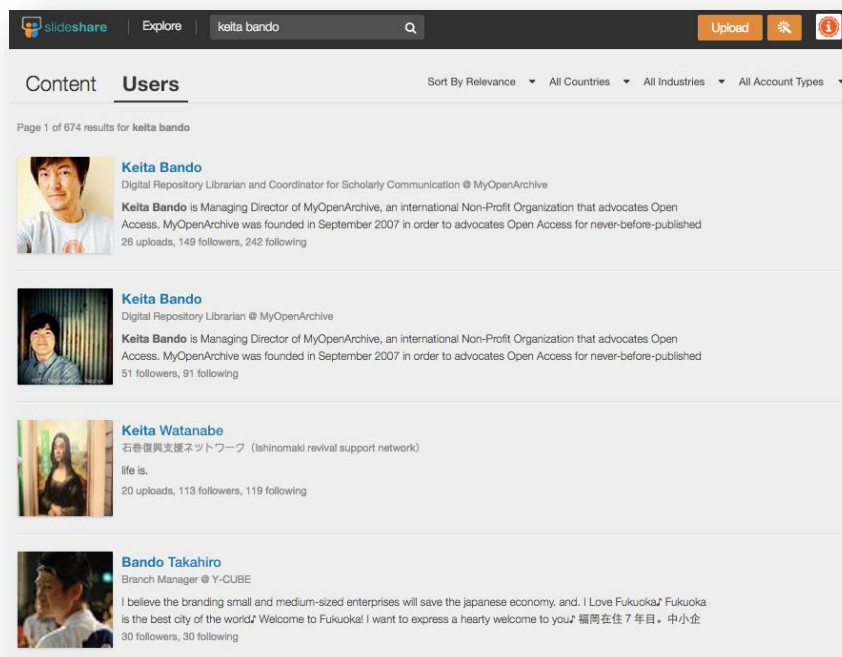 slideshare Explore keita bando Upload
Content Users Sort By Relevance All Countries All Industries All Account Types
Page 1 of 674 results for keita bando
Keita Bando
Digital Repository Librarian and Coordinator for Scholarly Communication @ MyOpenArchive
Keita Bando is Managing Director of MyOpenArchive, an international Non-Profit Organization that advocates Open
Access. MyOpenArchive was founded in September 2007 in order to advocates Open Access for never-before-published
26 uploads, 149 followers, 242 following
Keita Bando
Digital Repository Librarian @ MyOpenArchive
Keita Bando is Managing Director of MyOpenArchive, an international Non-Profit Organization that advocates Open
Access. MyOpenArchive was founded in September 2007 in order to advocates Open Access for never-before-published
51 followers, 91 following
Keita Watanabe
石巻復興支援ネットワーク（Ishinomaki revival support network）
life is.
20 uploads, 113 followers, 119 following
Bando Takahiro
Branch Manager @ Y-CUBE
I believe the branding small and medium-sized enterprises will save the japanese economy. and. I Love Fukuoka♪ Fukuoka
is the best city of the world♪ Welcome to Fukuoka! I want to express a hearty welcome to you♪ 福岡在住７年目。中小企
30 followers, 30 following